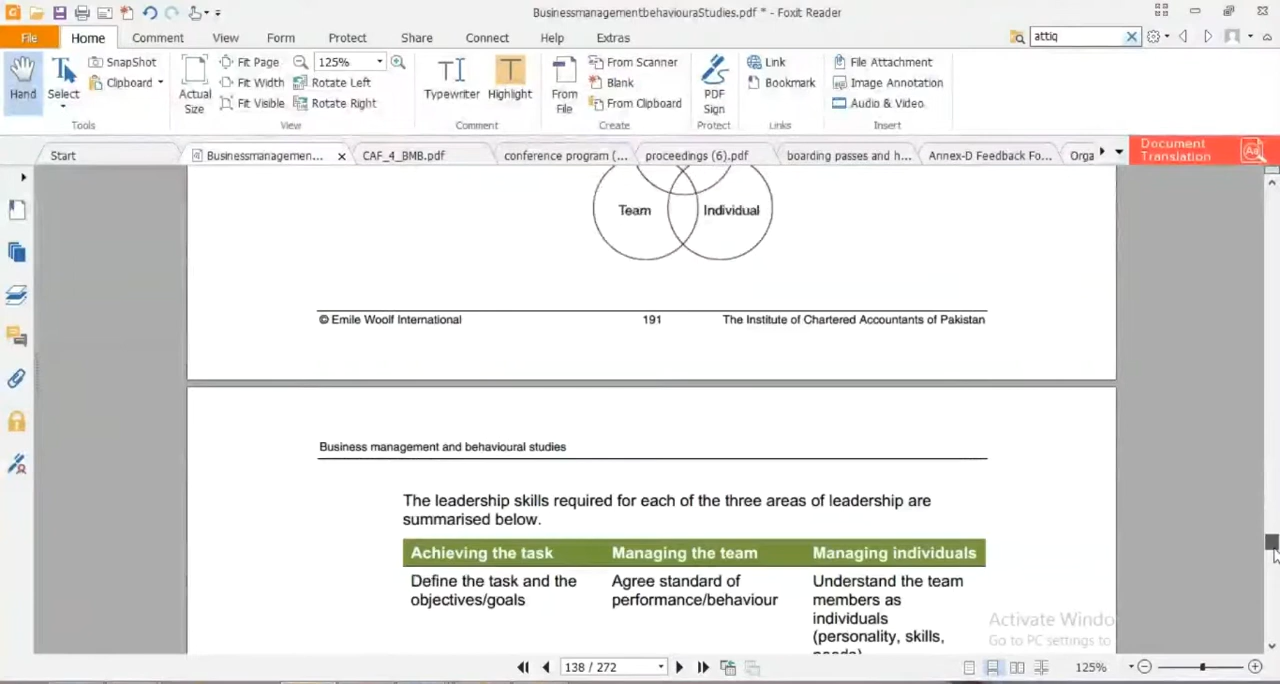 BusinessmanagementbehaviouraStudies.pdf * - Foxit Reader
File Home Comment View Form Protect Share Connect Help Extras
attiq
Hand
Select
SnapShot
Clipboard
Tools
Actual Size
Fit Page
Fit Width
Fit Visible
125%
Rotate Left
Rotate Right
View
Typewriter
Highlight
Comment
From File
From Scanner
Blank
From Clipboard
Create
PDF Sign
Protect
Link
Bookmark
Links
File Attachment
Image Annotation
Audio & Video
Insert
Start Businessmanagemen... CAF_4_BMB.pdf conference program (... proceedings (6).pdf boarding passes and h... Annex-D Feedback Fo... Orga
Document
Translation
Team Individual
© Emile Woolf International 191 The Institute of Chartered Accountants of Pakistan
Business management and behavioural studies
The leadership skills required for each of the three areas of leadership are
summarised below.
Achieving the task Managing the team Managing individuals
Define the task and the
objectives/goals
Agree standard of
performance/behaviour
Understand the team
members as
individuals
(personality, skills,
needs)
Activate Windo
Go to PC settings to
138 / 272
125%